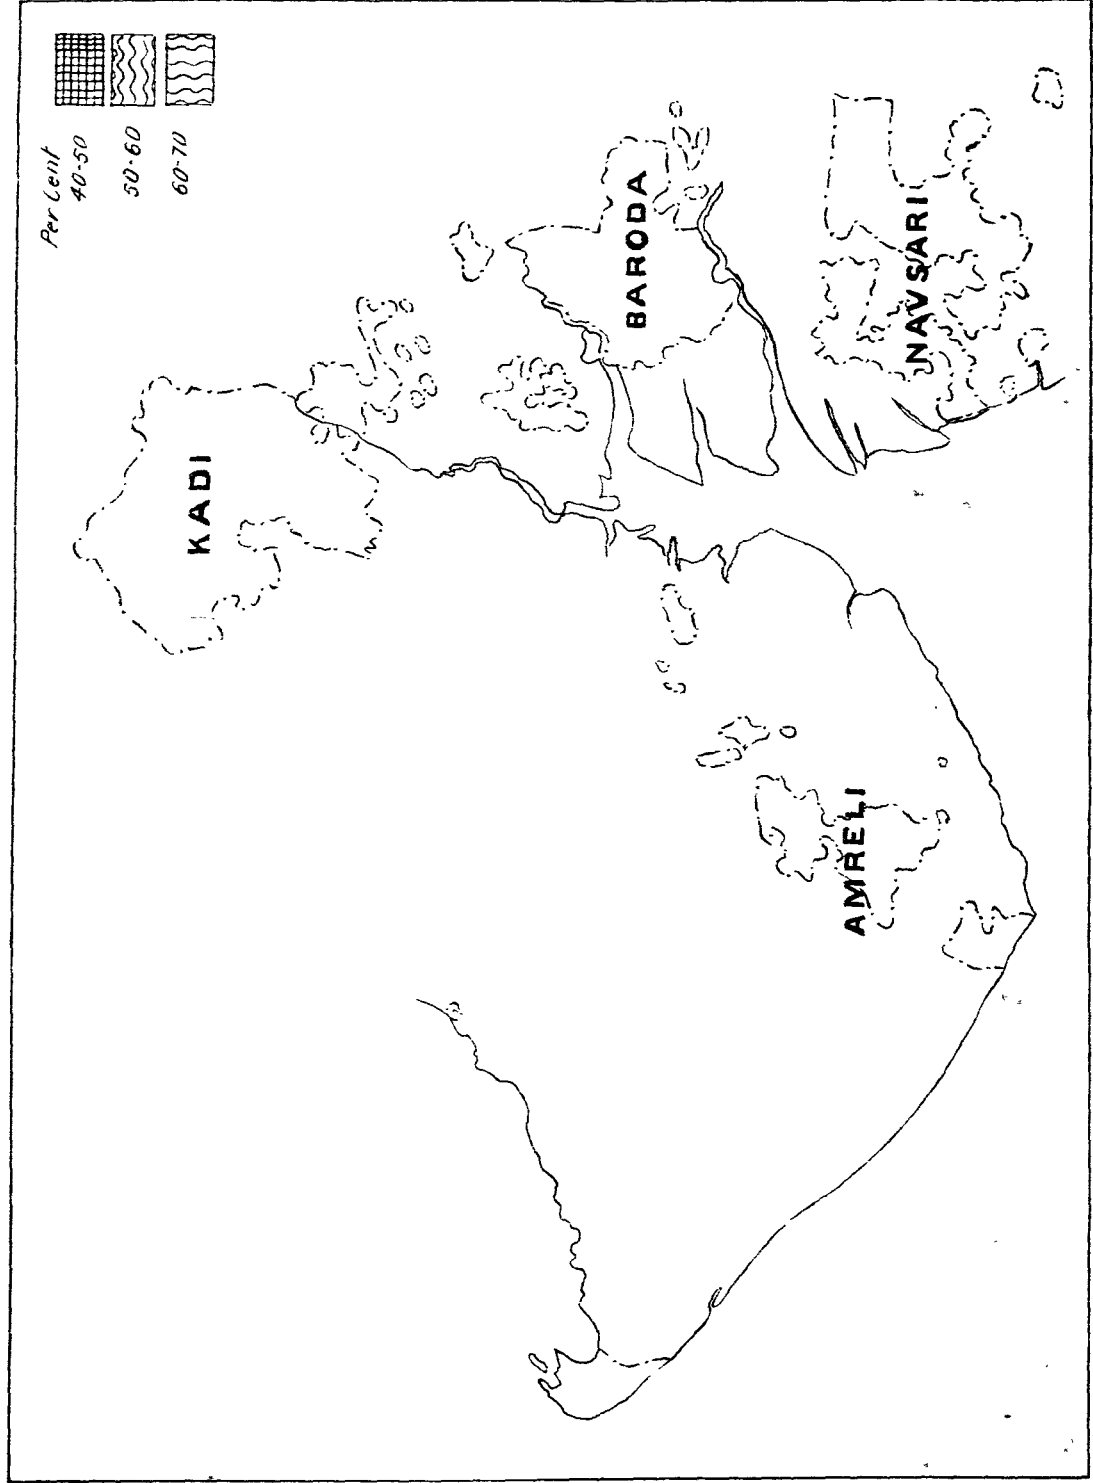 Per Cent
40-50
50-60
60-70
KADI
BARODA
NAVSARI
AMRELI